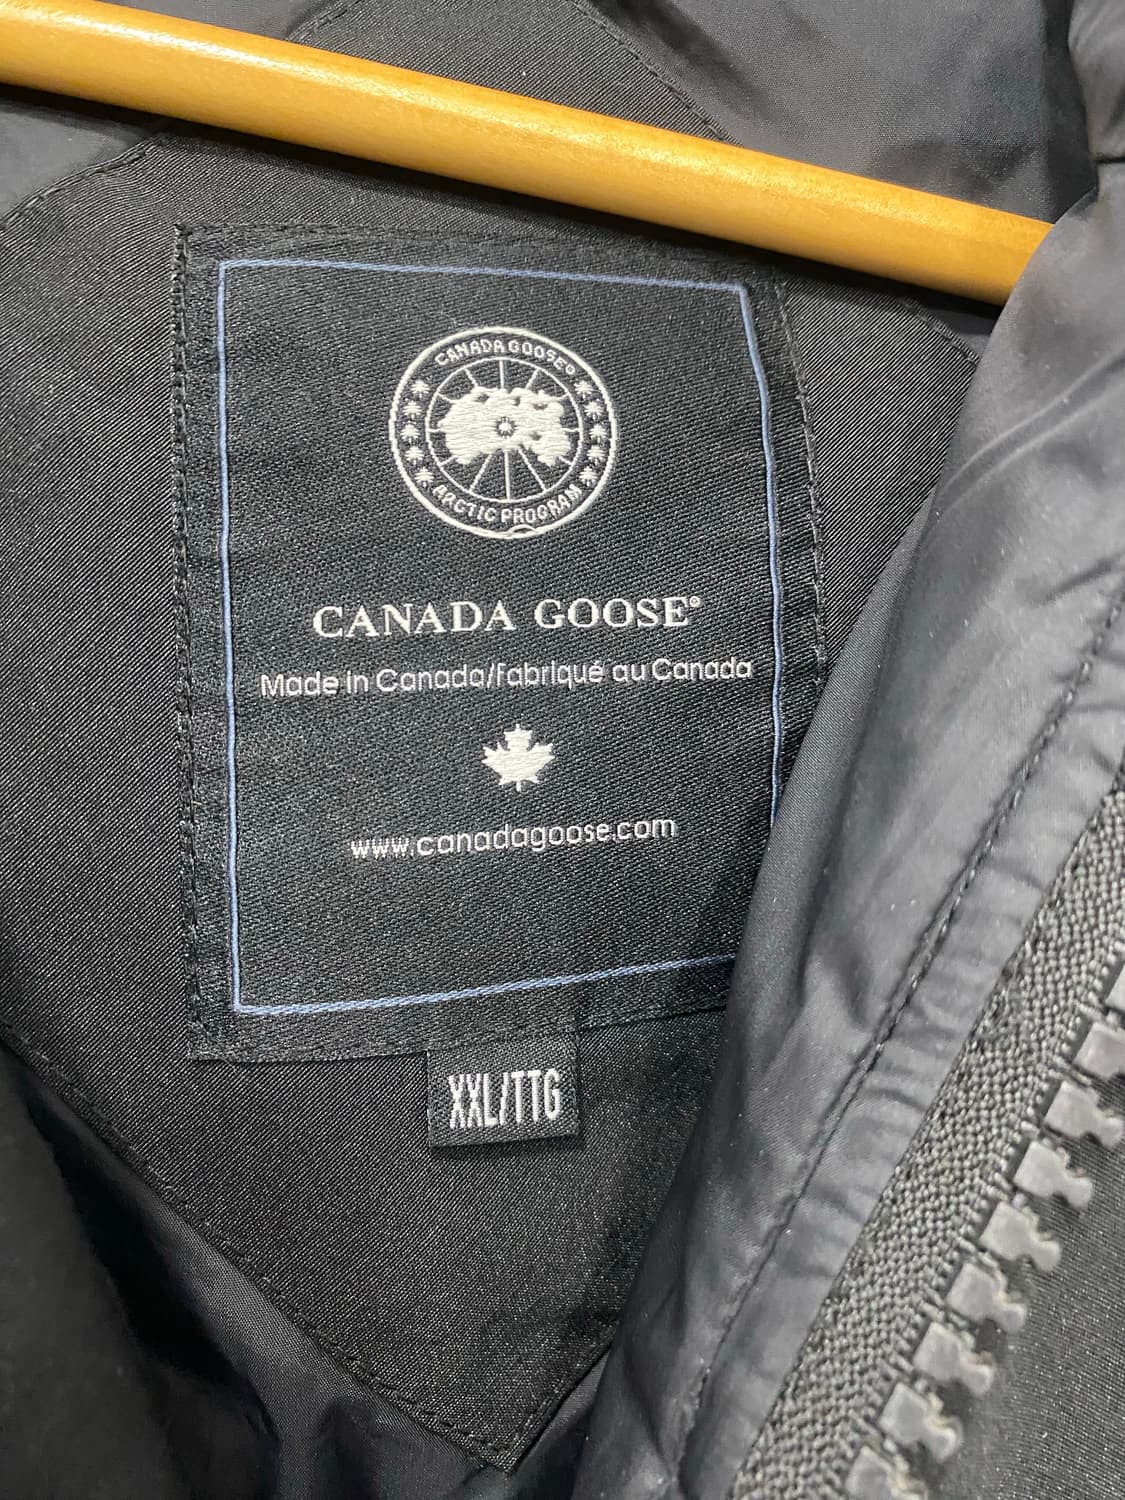 CANADA GOOSE®
ARCTIC PROGRAM
CANADA GOOSE®
Made in Canada/Fabriqué au Canada
www.canadagoose.com
XXL/TTG